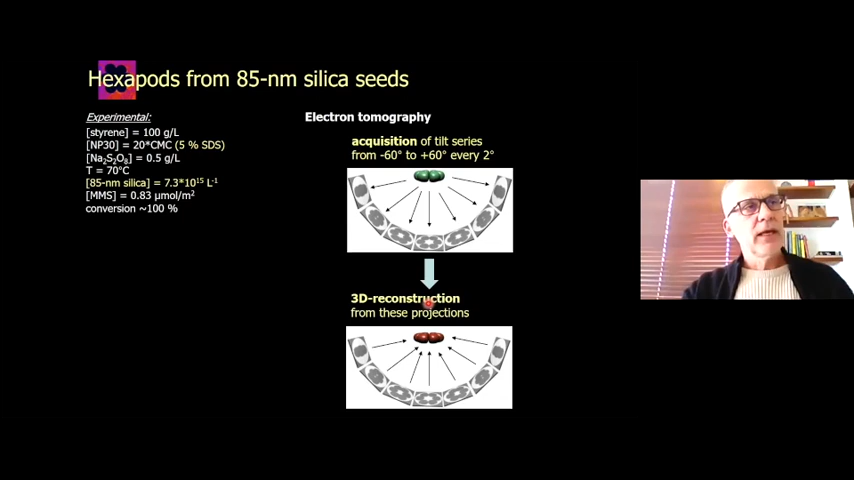 Hexapods from 85-nm silica seeds
Experimental:
[styrene] = 100 g/L
[NP30] = 20*CMC (5 % SDS)
[Na2S2O8] = 0.5 g/L
T = 70°C
[85-nm silica] = 7.3*10¹⁵ L⁻¹
[MMS] = 0.83 µmol/m²
conversion ~100 %
Electron tomography
acquisition of tilt series
from -60° to +60° every 2°
3D-reconstruction
from these projections